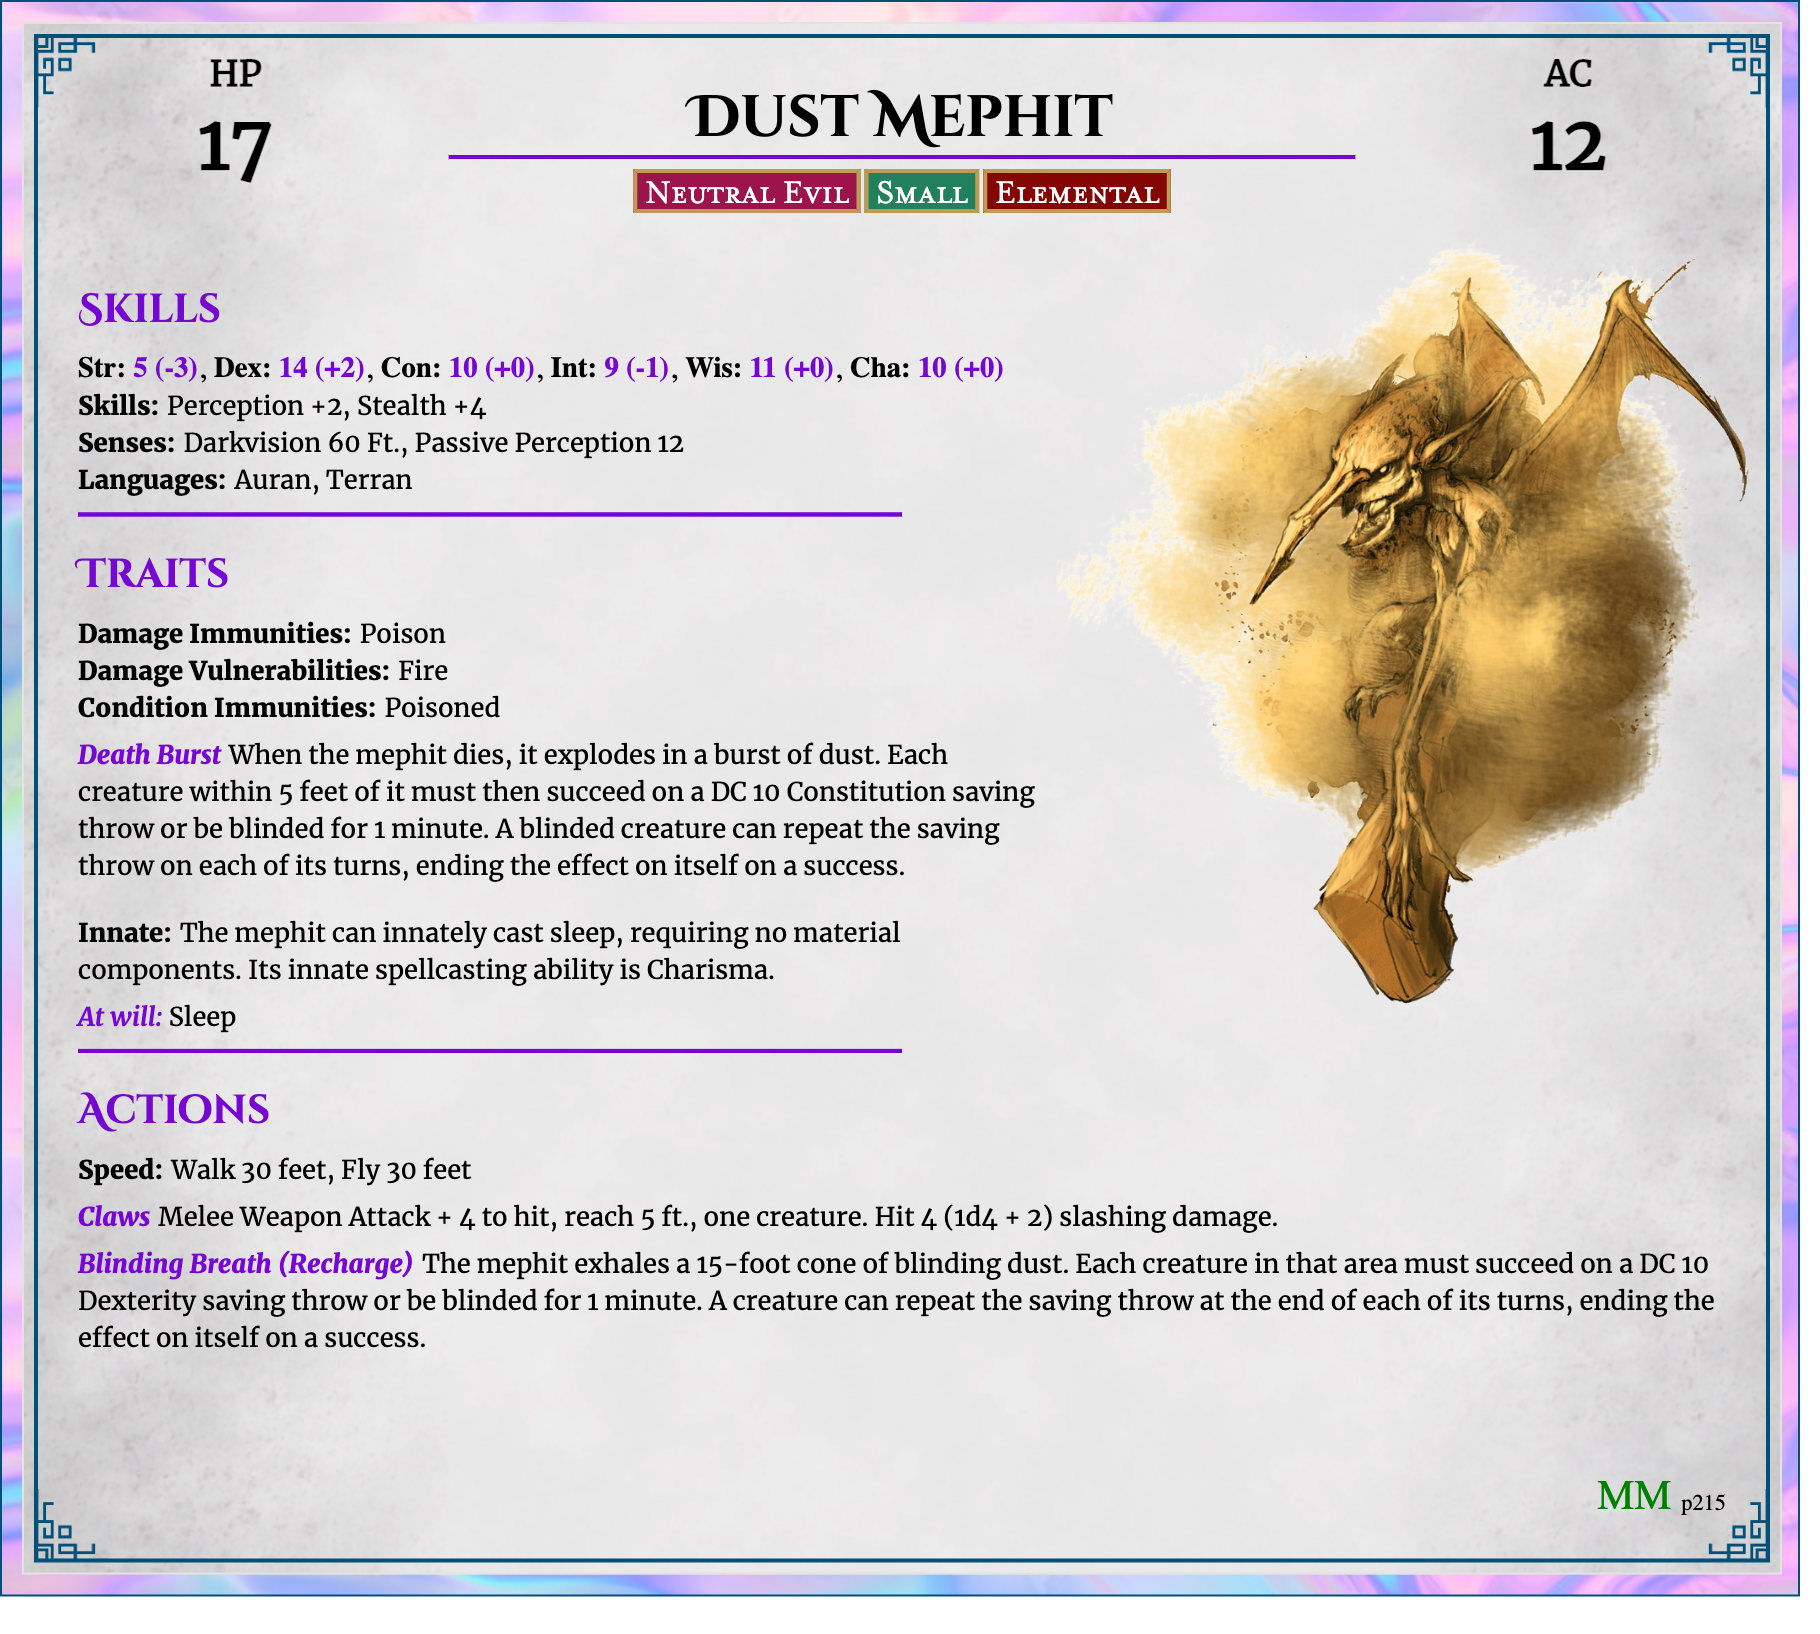 HP
17
Dust Mephit
AC
12
Neutral Evil Small Elemental
Skills
Str: 5 (-3), Dex: 14 (+2), Con: 10 (+0), Int: 9 (-1), Wis: 11 (+0), Cha: 10 (+0)
Skills: Perception +2, Stealth +4
Senses: Darkvision 60 Ft., Passive Perception 12
Languages: Auran, Terran
Traits
Damage Immunities: Poison
Damage Vulnerabilities: Fire
Condition Immunities: Poisoned
Death Burst When the mephit dies, it explodes in a burst of dust. Each
creature within 5 feet of it must then succeed on a DC 10 Constitution saving
throw or be blinded for 1 minute. A blinded creature can repeat the saving
throw on each of its turns, ending the effect on itself on a success.
Innate: The mephit can innately cast sleep, requiring no material
components. Its innate spellcasting ability is Charisma.
At will: Sleep
Actions
Speed: Walk 30 feet, Fly 30 feet
Claws Melee Weapon Attack + 4 to hit, reach 5 ft., one creature. Hit 4 (1d4 + 2) slashing damage.
Blinding Breath (Recharge) The mephit exhales a 15-foot cone of blinding dust. Each creature in that area must succeed on a DC 10
Dexterity saving throw or be blinded for 1 minute. A creature can repeat the saving throw at the end of each of its turns, ending the
effect on itself on a success.
MM p215